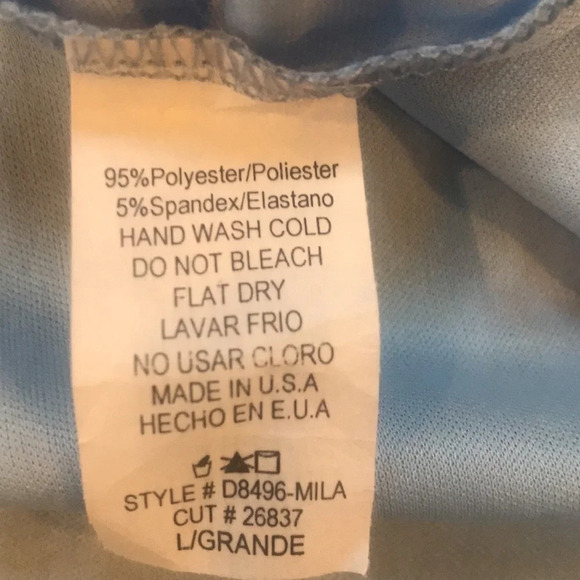 95%Polyester/Poliester
5%Spandex/Elastano
HAND WASH COLD
DO NOT BLEACH
FLAT DRY
LAVAR FRIO
NO USAR CLORO
MADE IN U.S.A
HECHO EN E.U.A
STYLE # D8496-MILA
CUT # 26837
L/GRANDE